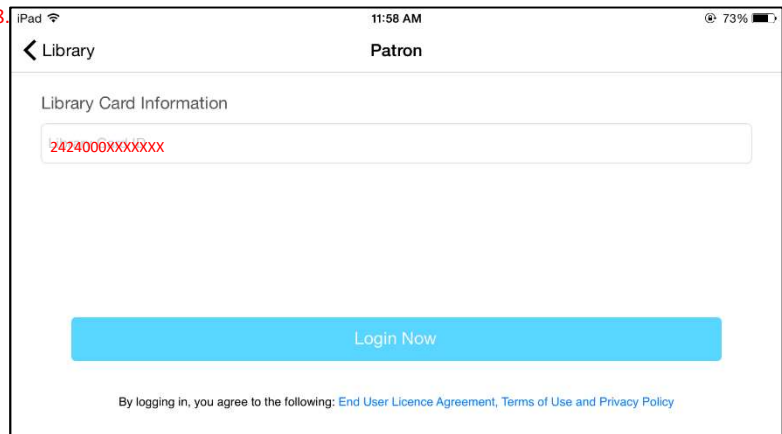 3.
iPad 11:58 AM 73%
Library Patron
Library Card Information
2424000XXXXXXX
Login Now
By logging in, you agree to the following: End User Licence Agreement, Terms of Use and Privacy Policy